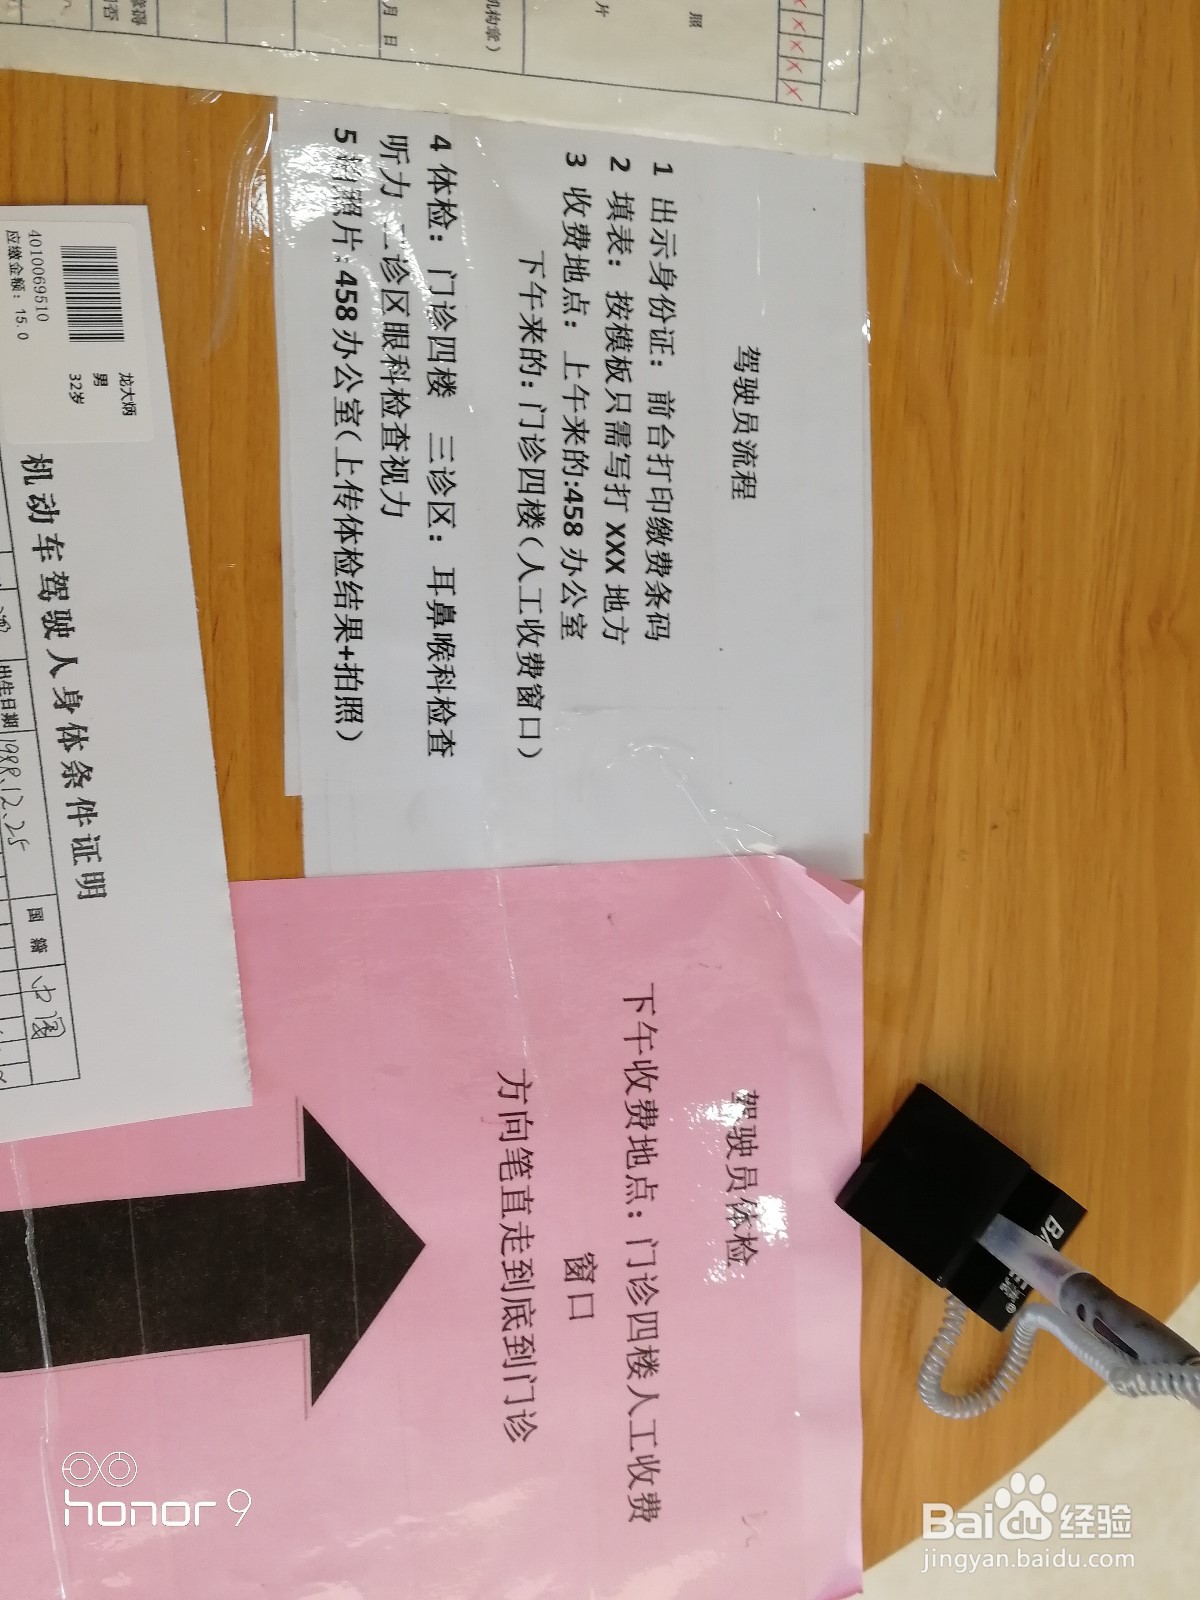 照
片
机构章）
月 日
驾驶员流程
1 出示身份证：前台打印缴费条码
2 填表：按模板只需写打 XXX 地方
3 收费地点：上午来的:458 办公室
下午来的:门诊四楼（人工收费窗口）
4 体检：门诊四楼 三诊区：耳鼻喉科检查
听力 三诊区眼科检查视力
5 拍照片:458 办公室（上传体检结果+拍照）
4010069510
应缴金额：15.0
龙大炳
男
32岁
机动车驾驶人身体条件证明
出生日期 1988.12.25 国籍 中国
驾驶员体检
下午收费地点：门诊四楼人工收费
窗口
方向笔直走到底到门诊
honor 9
Baidu 经验
jingyan.baidu.com